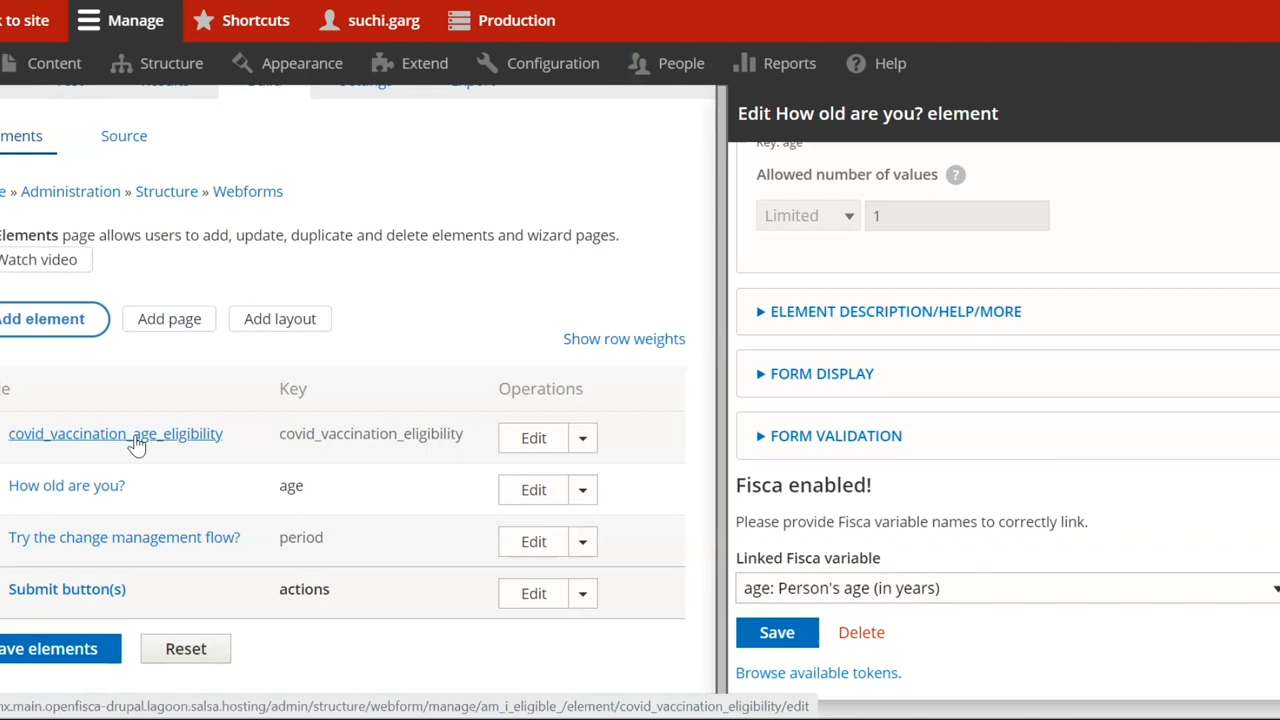 k to site Manage Shortcuts suchi.garg Production
Content Structure Appearance Extend Configuration People Reports Help
Edit How old are you? element
ments Source
Key: age
Allowed number of values ?
e » Administration » Structure » Webforms
Limited 1
Elements page allows users to add, update, duplicate and delete elements and wizard pages.
Watch video
Add element Add page Add layout
ELEMENT DESCRIPTION/HELP/MORE
Show row weights
FORM DISPLAY
e Key Operations
covid_vaccination_age_eligibility covid_vaccination_eligibility Edit
FORM VALIDATION
How old are you? age Edit
Fisca enabled!
Please provide Fisca variable names to correctly link.
Try the change management flow? period Edit
Linked Fisca variable
age: Person's age (in years)
Submit button(s) actions Edit
Save Delete
ave elements Reset
Browse available tokens.
nx.main.openfisca-drupal.lagoon.salsa.hosting/admin/structure/webform/manage/am_i_eligible_/element/covid_vaccination_eligibility/edit